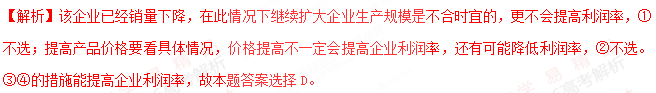 【解析】该企业已经销量下降，在此情况下继续扩大企业生产规模是不合时宜的，更不会提高利润率，①
不选；提高产品价格要看具体情况，价格提高不一定会提高企业利润率，还有可能降低利润率，②不选。
③④的措施能提高企业利润率，故本题答案选择 D。